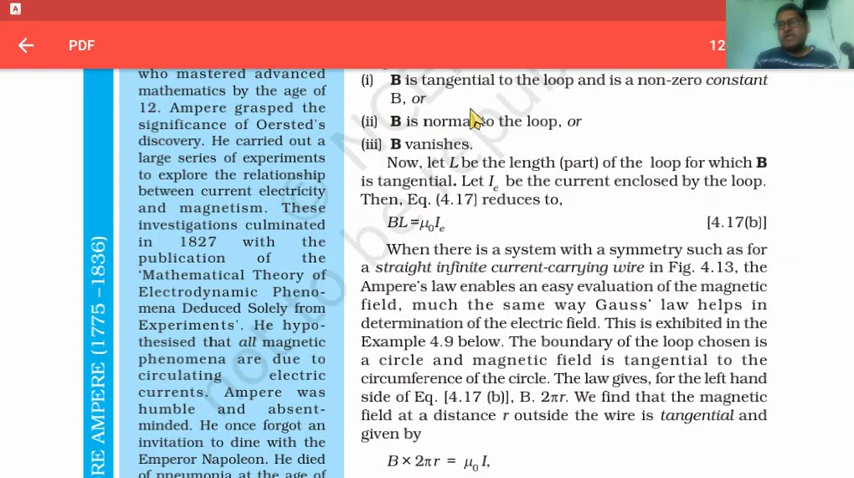 A
PDF
12
who mastered advanced
mathematics by the age of
12. Ampere grasped the
significance of Oersted's
discovery. He carried out a
large series of experiments
to explore the relationship
between current electricity
and magnetism. These
investigations culminated
in 1827 with the
publication of the
'Mathematical Theory of
Electrodynamic Pheno-
mena Deduced Solely from
Experiments'. He hypo-
thesised that all magnetic
phenomena are due to
circulating electric
currents. Ampere was
humble and absent-
minded. He once forgot an
invitation to dine with the
Emperor Napoleon. He died
of pneumonia at the age of
RE AMPERE (1775 –1836)
(i) B is tangential to the loop and is a non-zero constant
B, or
(ii) B is normal to the loop, or
(iii) B vanishes.
Now, let L be the length (part) of the loop for which B
is tangential. Let Iₑ be the current enclosed by the loop.
Then, Eq. (4.17) reduces to,
BL =μ₀Iₑ [4.17(b)]
When there is a system with a symmetry such as for
a straight infinite current-carrying wire in Fig. 4.13, the
Ampere's law enables an easy evaluation of the magnetic
field, much the same way Gauss' law helps in
determination of the electric field. This is exhibited in the
Example 4.9 below. The boundary of the loop chosen is
a circle and magnetic field is tangential to the
circumference of the circle. The law gives, for the left hand
side of Eq. [4.17 (b)], B. 2πr. We find that the magnetic
field at a distance r outside the wire is tangential and
given by
B × 2πr = μ₀ I,
not to be repu